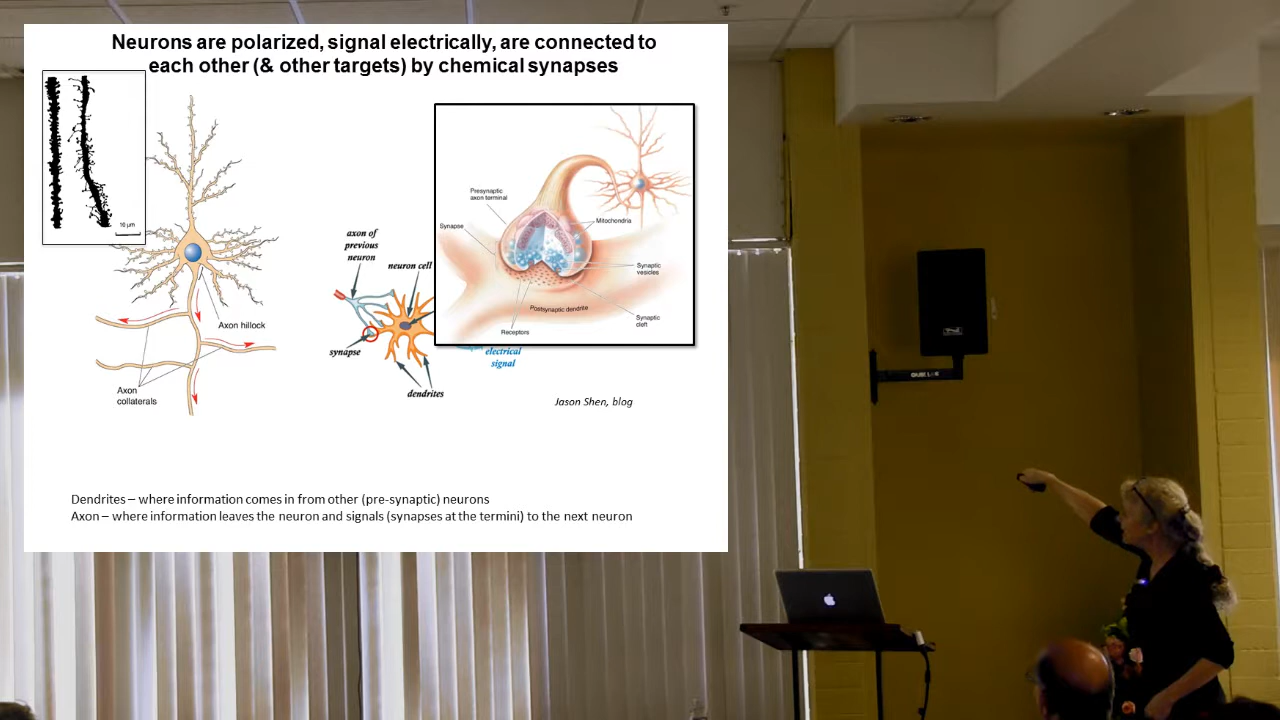 Neurons are polarized, signal electrically, are connected to
each other (& other targets) by chemical synapses
10 µm
Axon hillock
Axon
collaterals
axon of
previous
neuron
neuron cell
synapse
dendrites
electrical
signal
Presynaptic
axon terminal
Synapse
Mitochondria
Synaptic
vesicles
Postsynaptic dendrite
Synaptic
cleft
Receptors
Jason Shen, blog
Dendrites – where information comes in from other (pre-synaptic) neurons
Axon – where information leaves the neuron and signals (synapses at the termini) to the next neuron